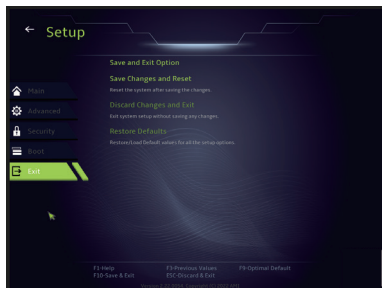 Setup
Save and Exit Option
Save Changes and Reset
Reset the system after saving the changes.
Main
Discard Changes and Exit
Advanced
Exit system setup without saving any changes.
Security
Restore Defaults
Restore/Load Default values for all the setup options.
Boot
Exit
F1-Help F3-Previous Values F9-Optimal Default
F10-Save & Exit ESC-Discard & Exit